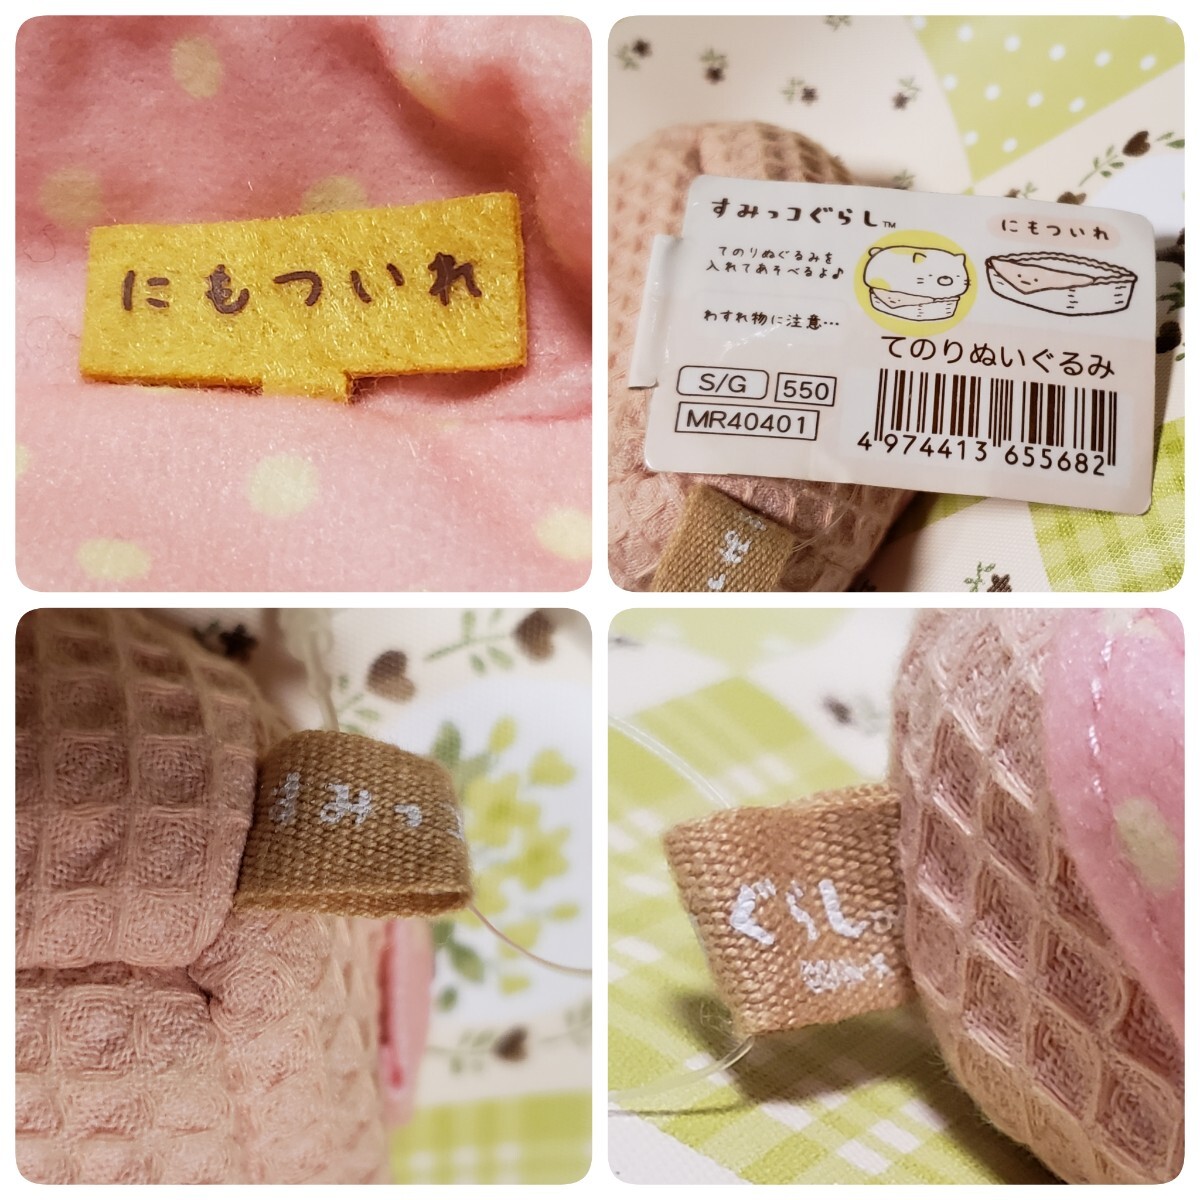 にもついれ
すみっコぐらし™
にもついれ
てのりぬいぐるみを
入れてあそべるよ♪
わすれ物に注意…
てのりぬいぐるみ
S/G 550
MR40401
4 974413 655682
すみっ
ぐらし